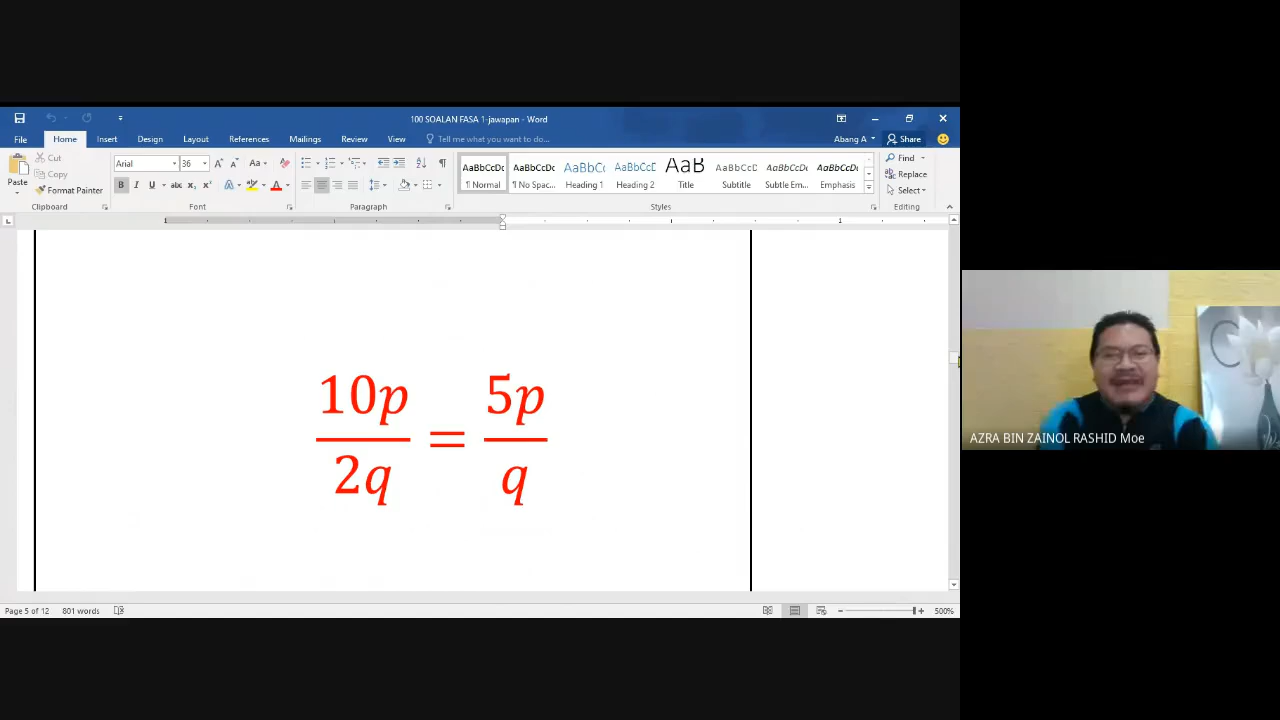 100 SOALAN FASA 1-jawapan - Word
File Home Insert Design Layout References Mailings Review View Tell me what you want to do... Abang A Share
Paste
Cut
Copy
Format Painter
Clipboard
Arial 36
Font
Paragraph
AaBbCcDc AaBbCcDc AaBbCc AaBbCcD AaB AaBbCcDc AaBbCcDc AaBbCcDc
¶ Normal ¶ No Spac... Heading 1 Heading 2 Title Subtitle Subtle Em... Emphasis
Styles
Find
Replace
Select
Editing
1 1
10p/2q = 5p/q
AZRA BIN ZAINOL RASHID Moe
Page 5 of 12 801 words 500%